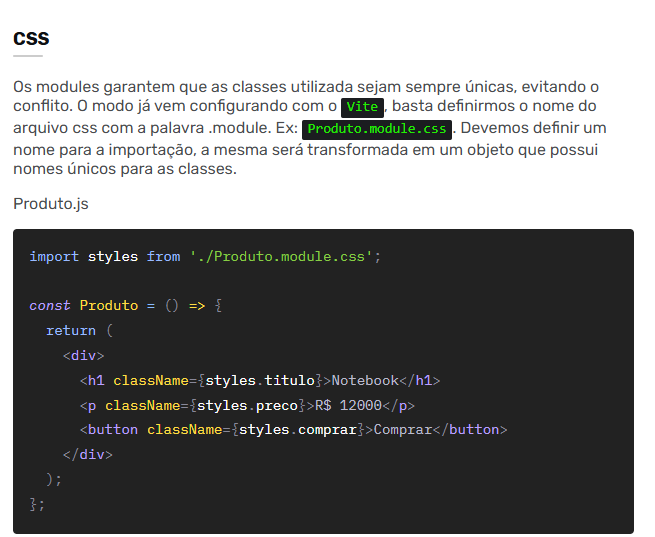 CSS
Os modules garantem que as classes utilizada sejam sempre únicas, evitando o
conflito. O modo já vem configurando com o Vite, basta definirmos o nome do
arquivo css com a palavra .module. Ex: Produto.module.css. Devemos definir um
nome para a importação, a mesma será transformada em um objeto que possui
nomes únicos para as classes.
Produto.js
import styles from './Produto.module.css';
const Produto = () => {
  return (
    <div>
      <h1 className={styles.titulo}>Notebook</h1>
      <p className={styles.preco}>R$ 12000</p>
      <button className={styles.comprar}>Comprar</button>
    </div>
  );
};